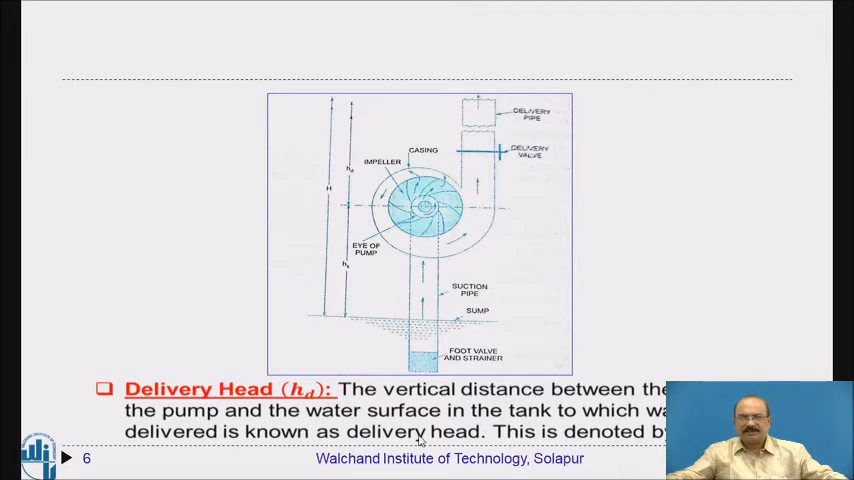 DELIVERY
PIPE
DELIVERY
VALVE
CASING
IMPELLER
hd
H
EYE OF
PUMP
hs
SUCTION
PIPE
SUMP
FOOT VALVE
AND STRAINER
❑ Delivery Head (h_d): The vertical distance between the
the pump and the water surface in the tank to which wa
delivered is known as delivery head. This is denoted by
6
Walchand Institute of Technology, Solapur